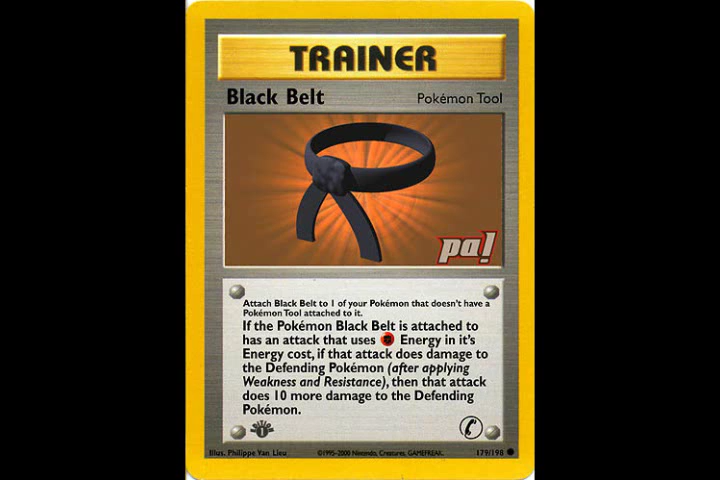 TRAINER
Black Belt Pokémon Tool
pa!
Attach Black Belt to 1 of your Pokémon that doesn't have a
Pokémon Tool attached to it.
If the Pokémon Black Belt is attached to
has an attack that uses Energy in it's
Energy cost, if that attack does damage to
the Defending Pokémon (after applying
Weakness and Resistance), then that attack
does 10 more damage to the Defending
Pokémon.
1
Illus. Philippe Van Lieu ©1995-2000 Nintendo, Creatures, GAMEFREAK. 179/198